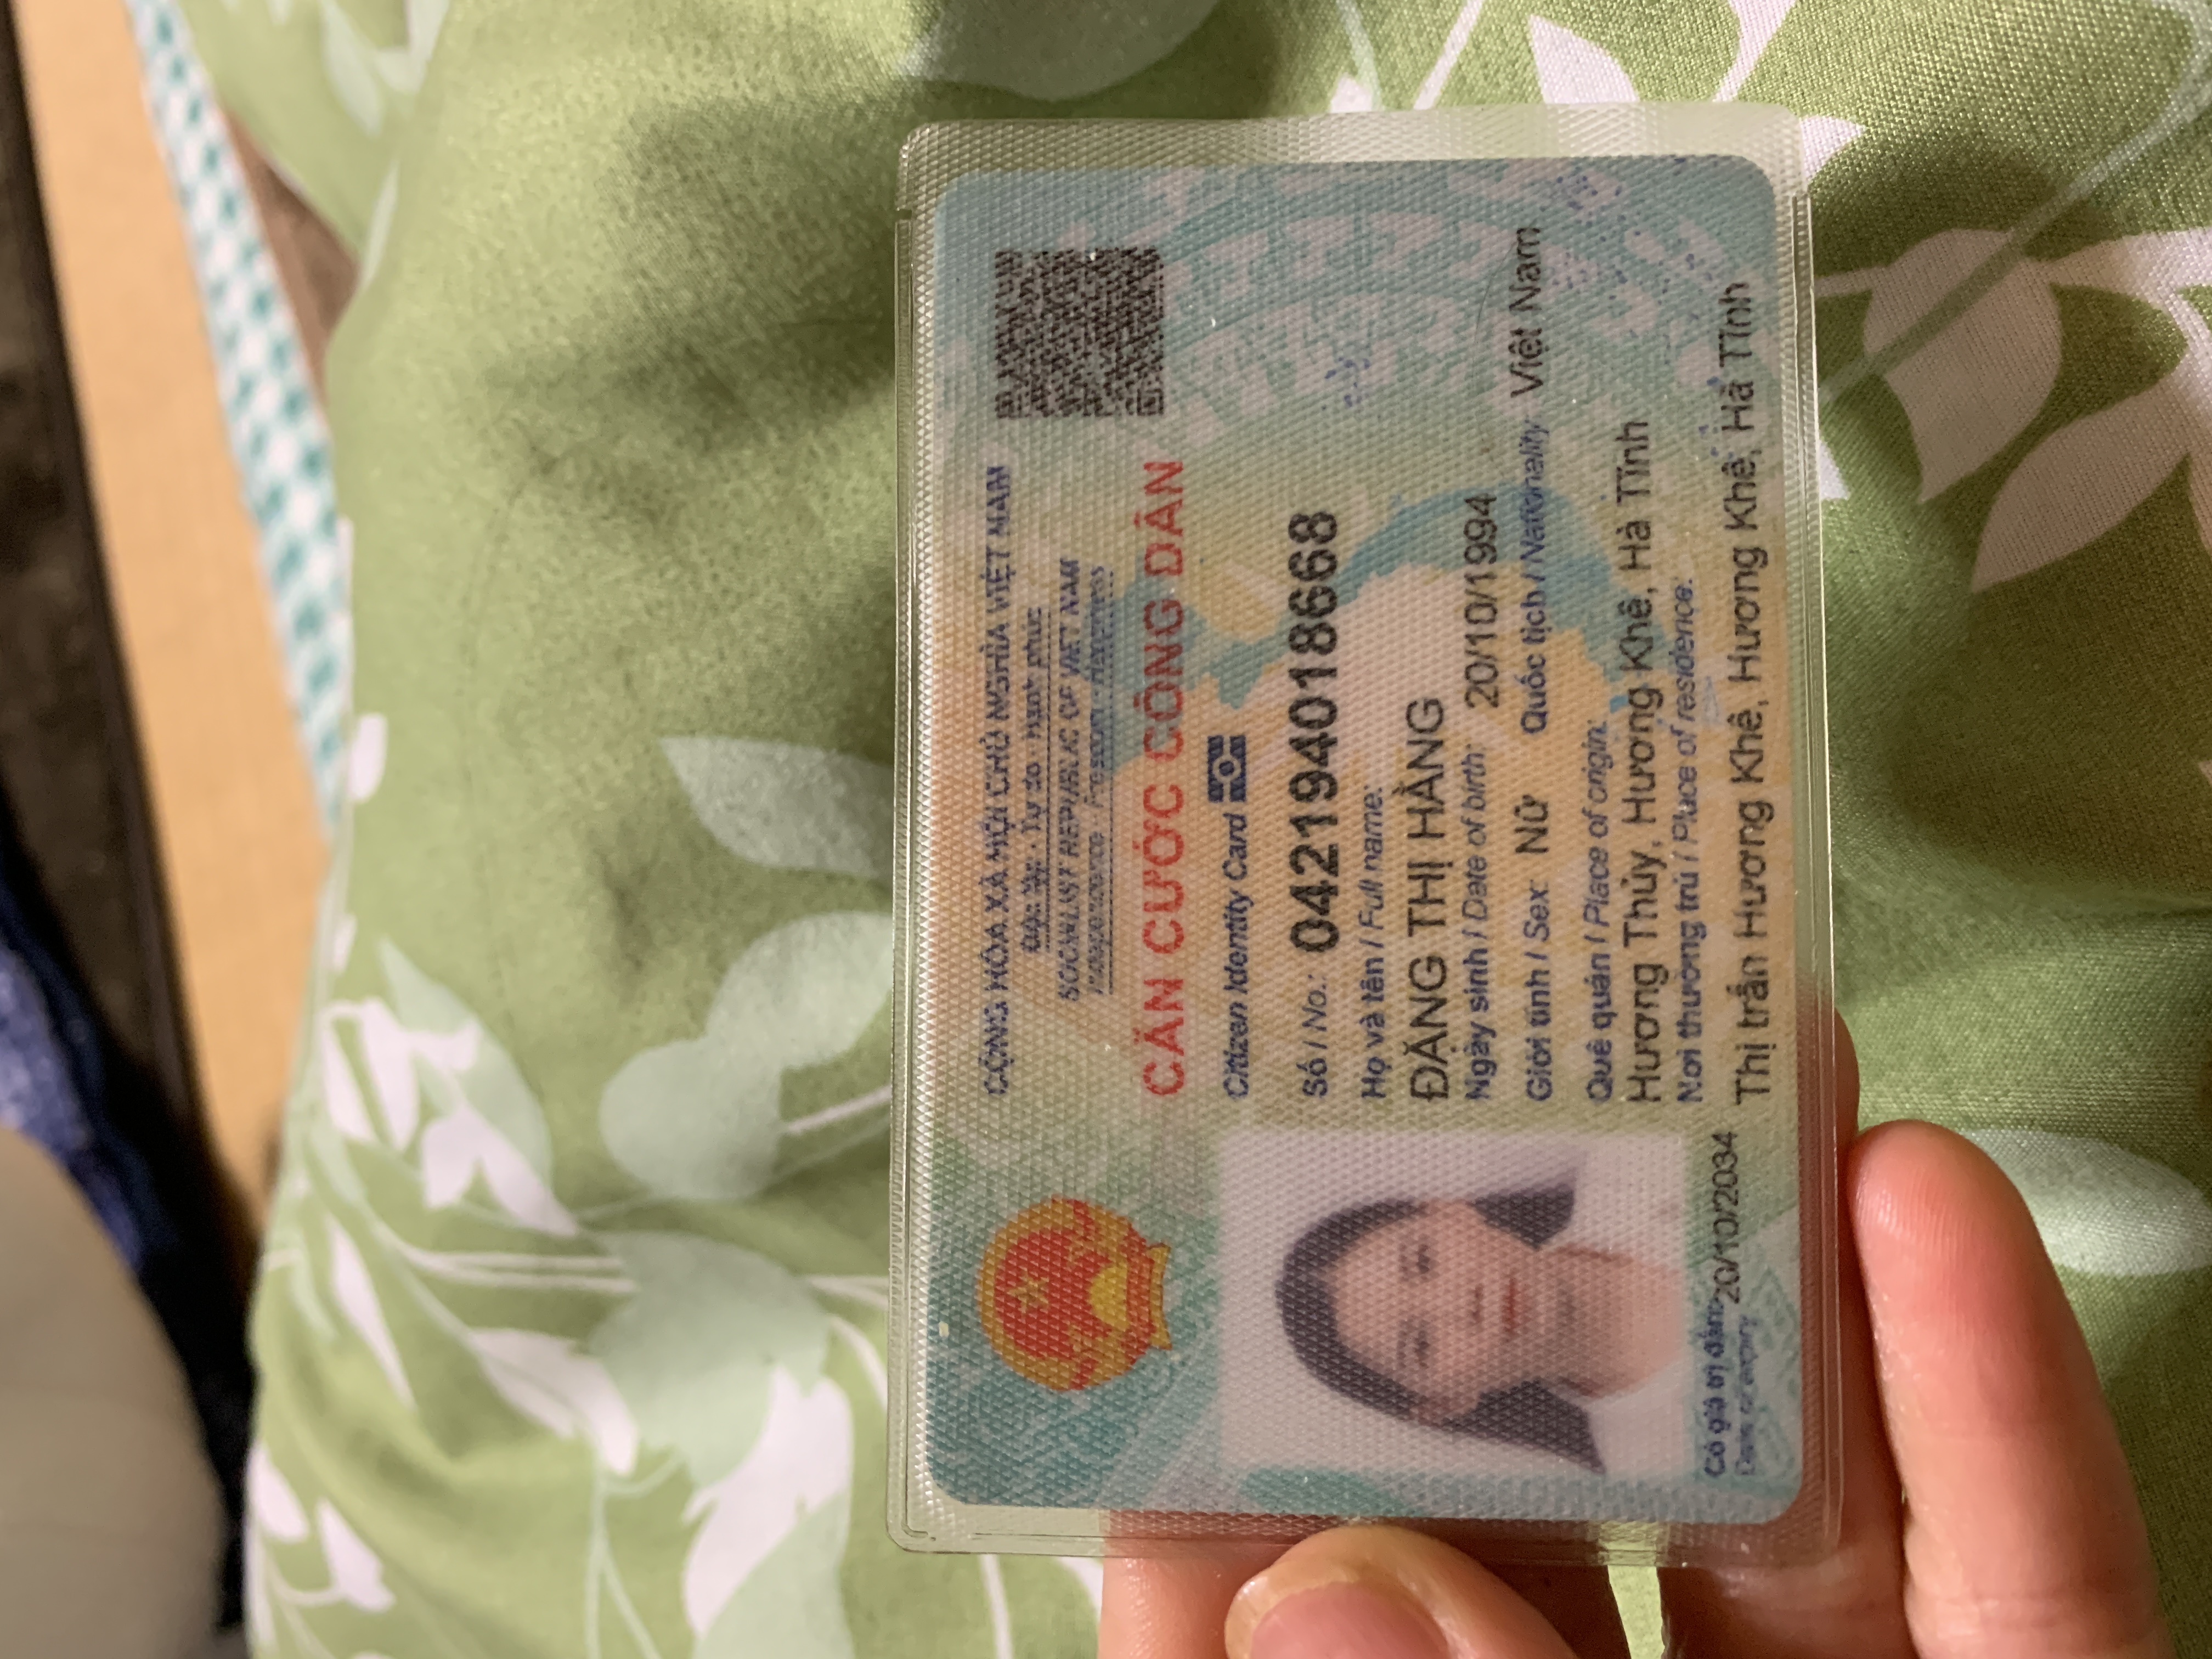 CỘNG HÒA XÃ HỘI CHỦ NGHĨA VIỆT NAM
Độc lập - Tự do - Hạnh phúc
SOCIALIST REPUBLIC OF VIET NAM
Independence - Freedom - Happiness
CĂN CƯỚC CÔNG DÂN
Citizen Identity Card
Số / No.: 042194018668
Họ và tên / Full name:
ĐẶNG THỊ HẰNG
Ngày sinh / Date of birth: 20/10/1994
Giới tính / Sex: Nữ Quốc tịch / Nationality: Việt Nam
Quê quán / Place of origin:
Hương Thủy, Hương Khê, Hà Tĩnh
Nơi thường trú / Place of residence:
Thị trấn Hương Khê, Hương Khê, Hà Tĩnh
Có giá trị đến: 20/10/2034
Date of expiry